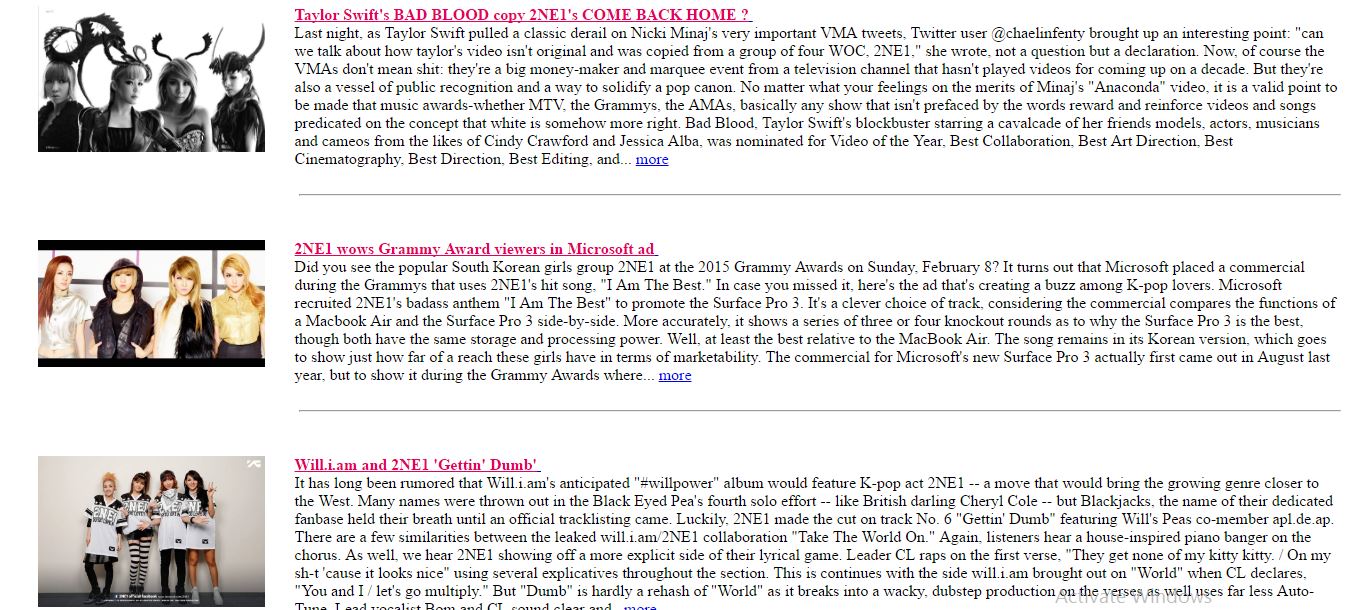 Taylor Swift's BAD BLOOD copy 2NE1's COME BACK HOME ?
Last night, as Taylor Swift pulled a classic derail on Nicki Minaj's very important VMA tweets, Twitter user @chaelinfenty brought up an interesting point: "can
we talk about how taylor's video isn't original and was copied from a group of four WOC, 2NE1," she wrote, not a question but a declaration. Now, of course the
VMAs don't mean shit: they're a big money-maker and marquee event from a television channel that hasn't played videos for coming up on a decade. But they're
also a vessel of public recognition and a way to solidify a pop canon. No matter what your feelings on the merits of Minaj's "Anaconda" video, it is a valid point to
be made that music awards-whether MTV, the Grammys, the AMAs, basically any show that isn't prefaced by the words reward and reinforce videos and songs
predicated on the concept that white is somehow more right. Bad Blood, Taylor Swift's blockbuster starring a cavalcade of her friends models, actors, musicians
and cameos from the likes of Cindy Crawford and Jessica Alba, was nominated for Video of the Year, Best Collaboration, Best Art Direction, Best
Cinematography, Best Direction, Best Editing, and... more
2NE1 wows Grammy Award viewers in Microsoft ad
Did you see the popular South Korean girls group 2NE1 at the 2015 Grammy Awards on Sunday, February 8? It turns out that Microsoft placed a commercial
during the Grammys that uses 2NE1's hit song, "I Am The Best." In case you missed it, here's the ad that's creating a buzz among K-pop lovers. Microsoft
recruited 2NE1's badass anthem "I Am The Best" to promote the Surface Pro 3. It's a clever choice of track, considering the commercial compares the functions of
a Macbook Air and the Surface Pro 3 side-by-side. More accurately, it shows a series of three or four knockout rounds as to why the Surface Pro 3 is the best,
though both have the same storage and processing power. Well, at least the best relative to the MacBook Air. The song remains in its Korean version, which goes
to show just how far of a reach these girls have in terms of marketability. The commercial for Microsoft's new Surface Pro 3 actually first came out in August last
year, but to show it during the Grammy Awards where... more
Will.i.am and 2NE1 'Gettin' Dumb'
It has long been rumored that Will.i.am's anticipated "#willpower" album would feature K-pop act 2NE1 -- a move that would bring the growing genre closer to
the West. Many names were thrown out in the Black Eyed Pea's fourth solo effort -- like British darling Cheryl Cole -- but Blackjacks, the name of their dedicated
fanbase held their breath until an official tracklisting came. Luckily, 2NE1 made the cut on track No. 6 "Gettin' Dumb" featuring Will's Peas co-member apl.de.ap.
There are a few similarities between the leaked will.i.am/2NE1 collaboration "Take The World On." Again, listeners hear a house-inspired piano banger on the
chorus. As well, we hear 2NE1 showing off a more explicit side of their lyrical game. Leader CL raps on the first verse, "They get none of my kitty kitty. / On my
sh-t 'cause it looks nice" using several explicatives throughout the section. This is continues with the side will.i.am brought out on "World" when CL declares,
"You and I / let's go multiply." But "Dumb" is hardly a rehash of "World" as it breaks into a wacky, dubstep production on the verses as well uses far less Auto-
Tune. Lead vocalist Bom and CL sound clear and... more
Activate Windows